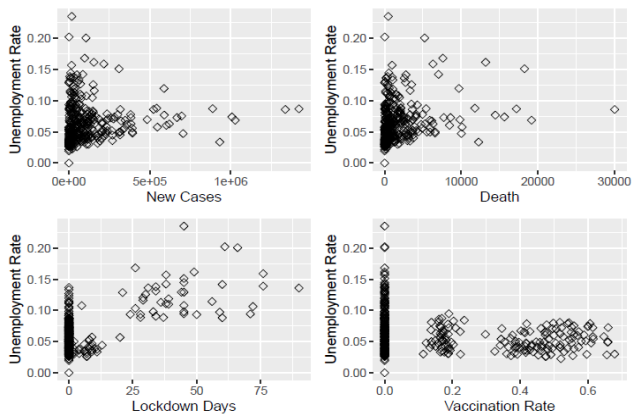 Unemployment Rate
0.20
0.15
0.10
0.05
0.00
0e+00 5e+05 1e+06
New Cases
Unemployment Rate
0.20
0.15
0.10
0.05
0.00
0 10000 20000 30000
Death
Unemployment Rate
0.20
0.15
0.10
0.05
0.00
0 25 50 75
Lockdown Days
Unemployment Rate
0.20
0.15
0.10
0.05
0.00
0.0 0.2 0.4 0.6
Vaccination Rate